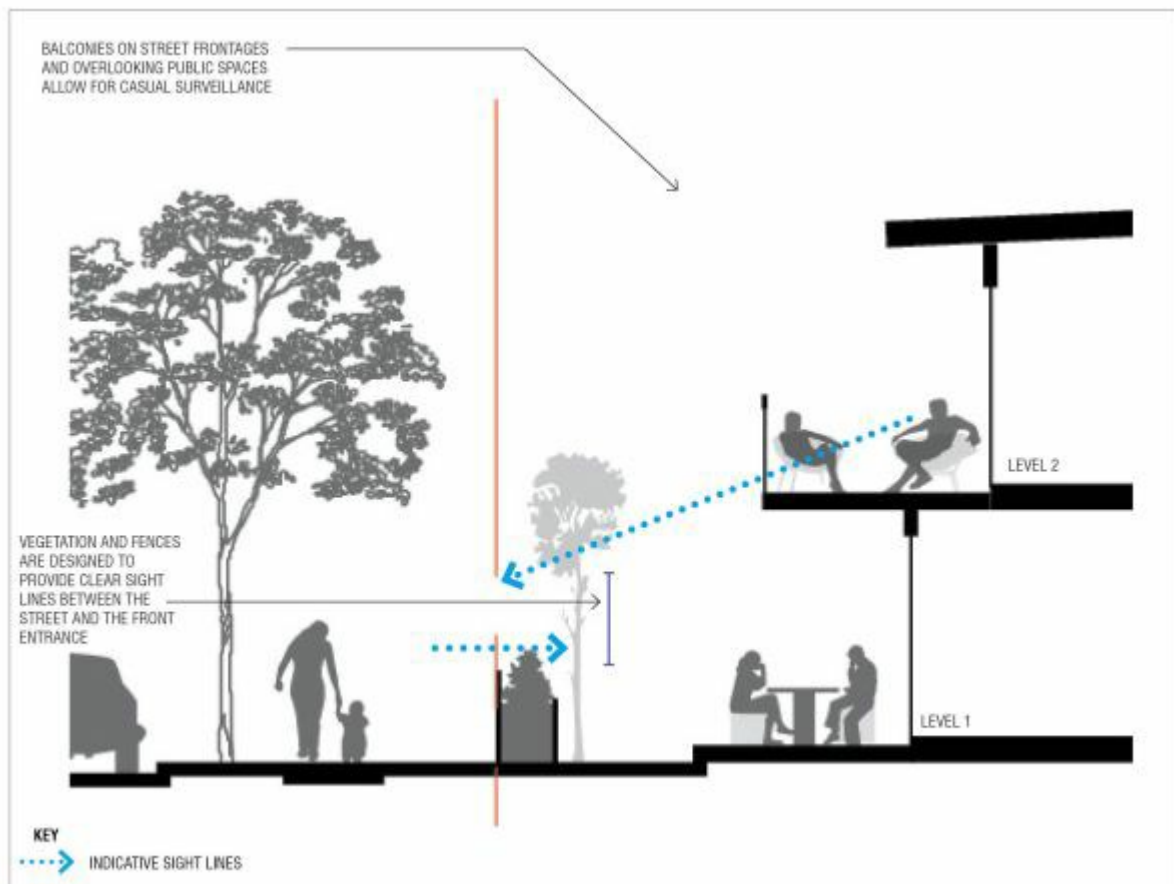 BALCONIES ON STREET FRONTAGES
AND OVERLOOKING PUBLIC SPACES
ALLOW FOR CASUAL SURVEILLANCE
LEVEL 2
VEGETATION AND FENCES
ARE DESIGNED TO
PROVIDE CLEAR SIGHT
LINES BETWEEN THE
STREET AND THE FRONT
ENTRANCE
LEVEL 1
KEY
INDICATIVE SIGHT LINES